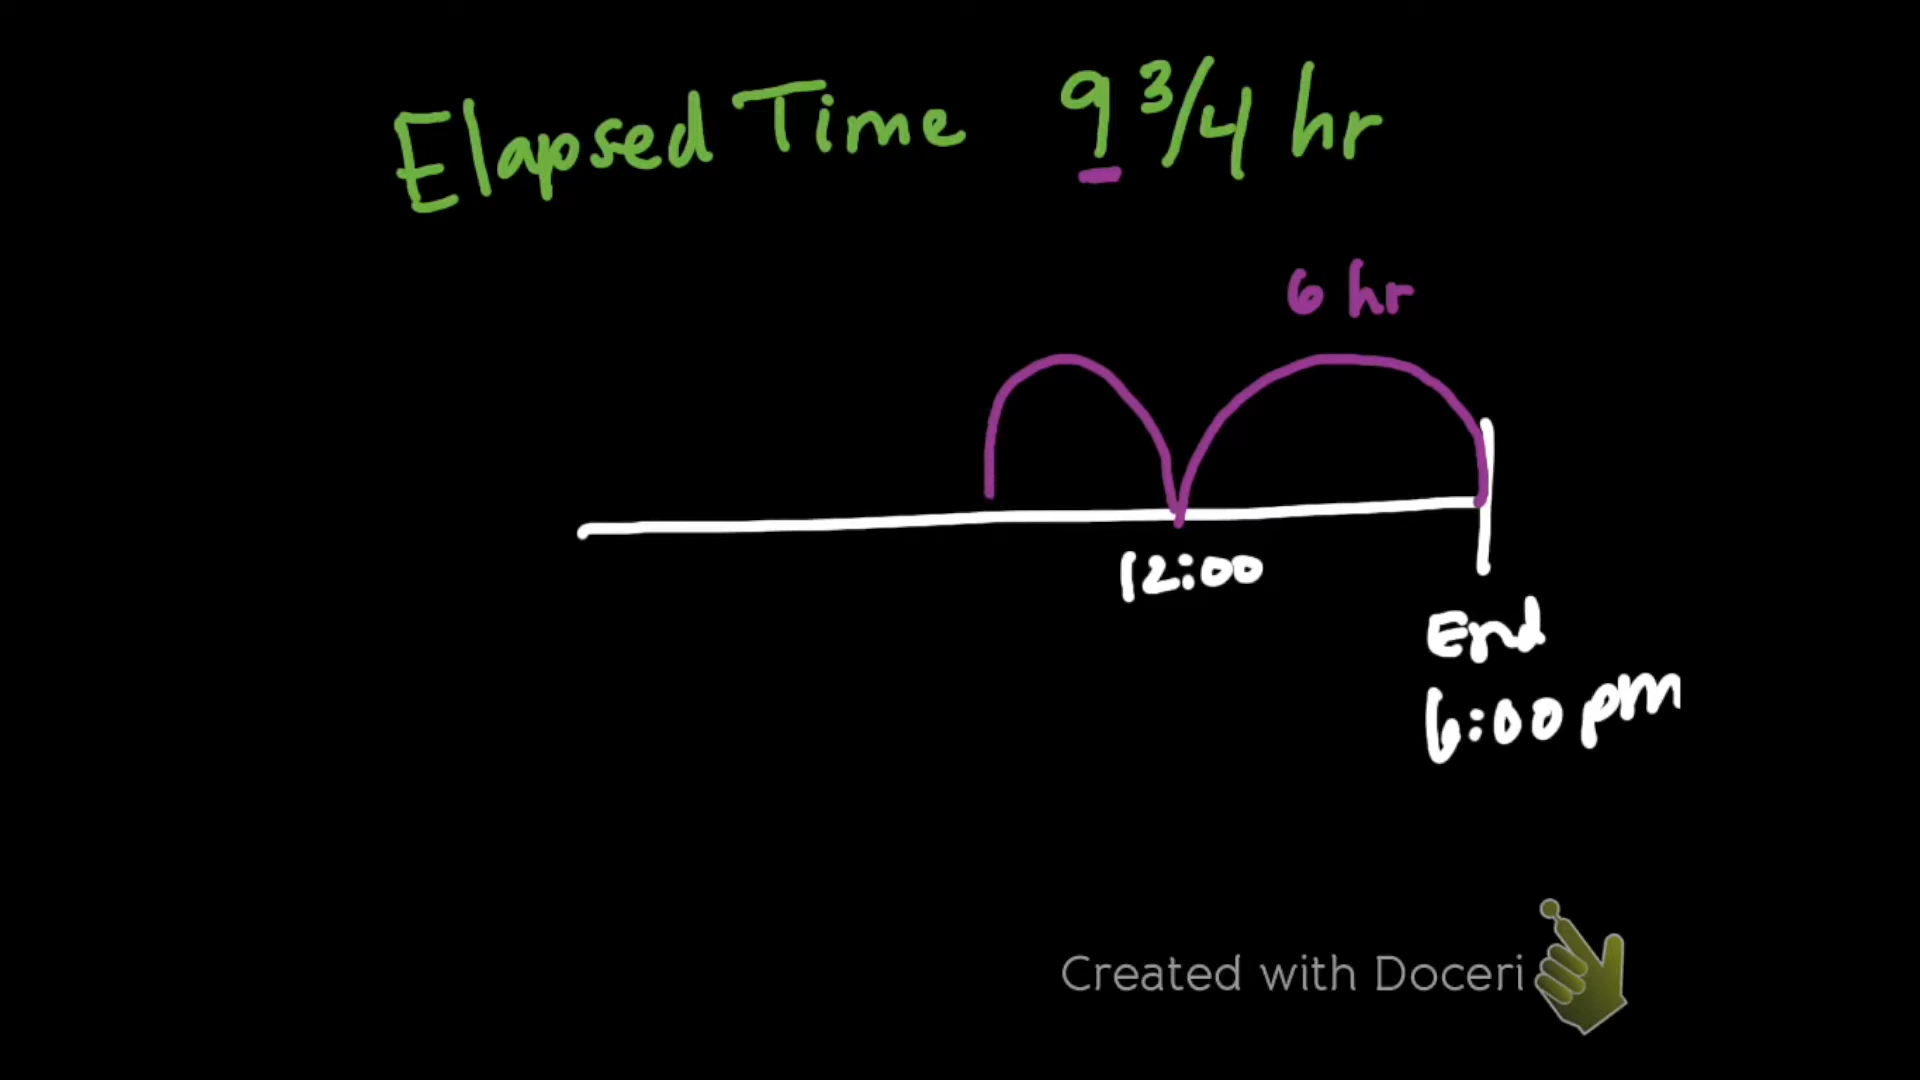 Elapsed Time 9 3/4 hr
6 hr
12:00
End
6:00 pm
Created with Doceri